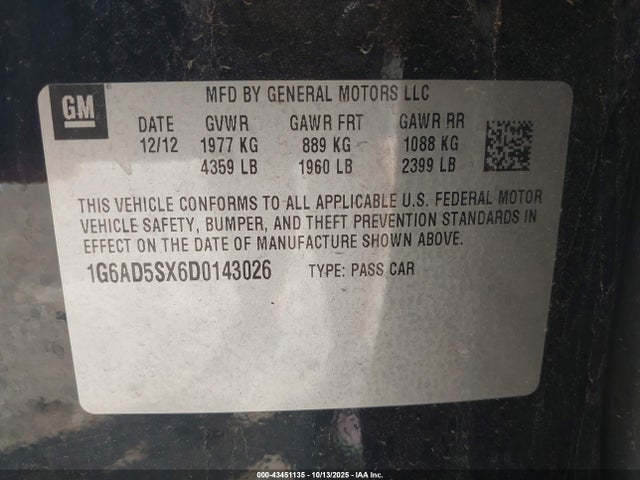 GM
MFD BY GENERAL MOTORS LLC
DATE GVWR GAWR FRT GAWR RR
12/12 1977 KG 889 KG 1088 KG
4359 LB 1960 LB 2399 LB
THIS VEHICLE CONFORMS TO ALL APPLICABLE U.S. FEDERAL MOTOR
VEHICLE SAFETY, BUMPER, AND THEFT PREVENTION STANDARDS IN
EFFECT ON THE DATE OF MANUFACTURE SHOWN ABOVE.
1G6AD5SX6D0143026 TYPE: PASS CAR
000-43451135 - 10/13/2025 - IAA Inc.